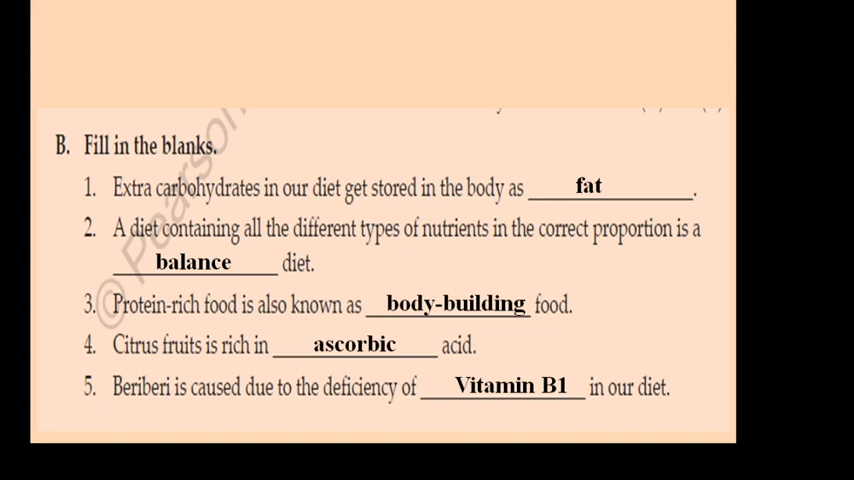 B. Fill in the blanks.
1. Extra carbohydrates in our diet get stored in the body as fat.
2. A diet containing all the different types of nutrients in the correct proportion is a
balance diet.
3. Protein-rich food is also known as body-building food.
4. Citrus fruits is rich in ascorbic acid.
5. Beriberi is caused due to the deficiency of Vitamin B1 in our diet.
@ Pearson